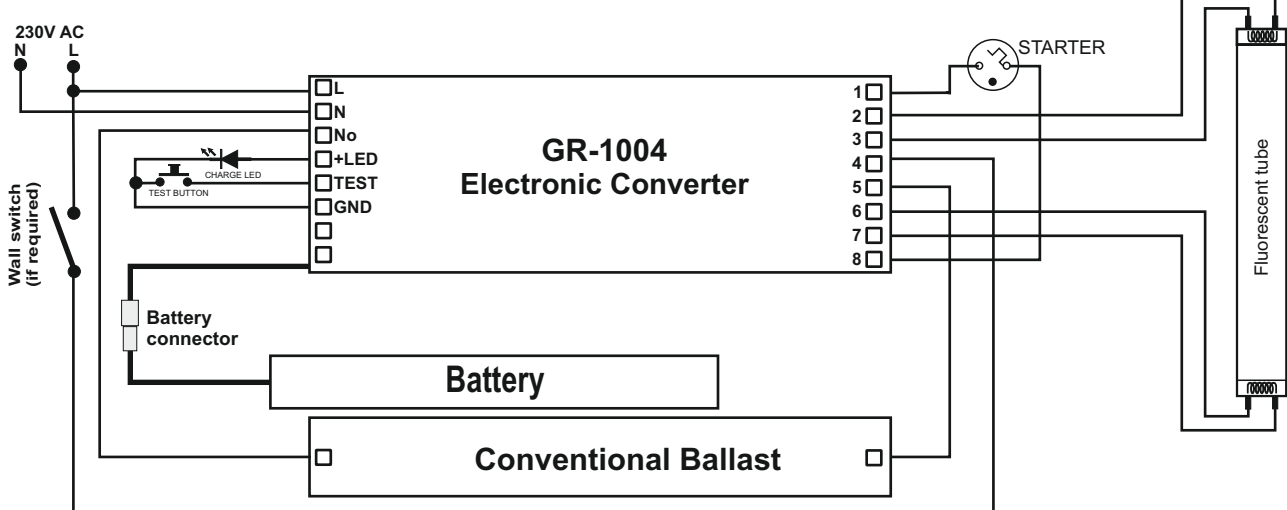 230V AC
N L
L
N
No
+LED
TEST
GND
CHARGE LED
TEST BUTTON
Wall switch
(if required)
GR-1004
Electronic Converter
1
2
3
4
5
6
7
8
STARTER
Fluorescent tube
Battery
connector
Battery
Conventional Ballast